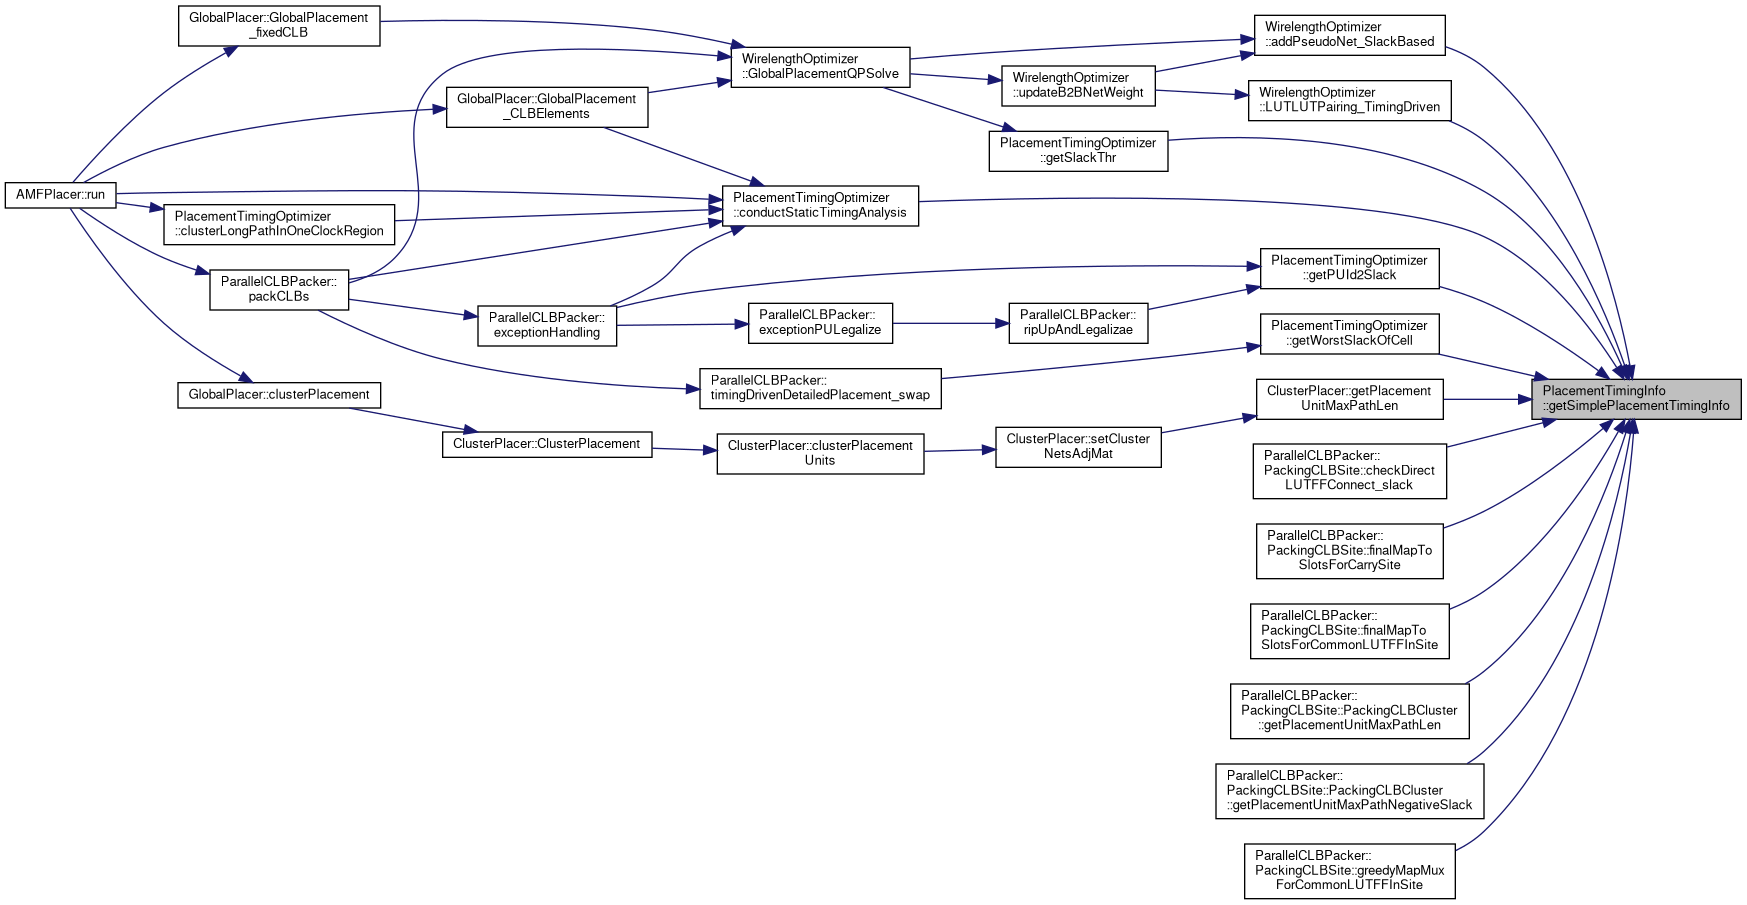 GlobalPlacer::GlobalPlacement
_fixedCLB
WirelengthOptimizer
::addPseudoNet_SlackBased
WirelengthOptimizer
::GlobalPlacementQPSolve
WirelengthOptimizer
::updateB2BNetWeight
WirelengthOptimizer
::LUTLUTPairing_TimingDriven
GlobalPlacer::GlobalPlacement
_CLBElements
PlacementTimingOptimizer
::getSlackThr
AMFPlacer::run
PlacementTimingOptimizer
::conductStaticTimingAnalysis
PlacementTimingOptimizer
::clusterLongPathInOneClockRegion
PlacementTimingOptimizer
::getPUId2Slack
ParallelCLBPacker::
packCLBs
ParallelCLBPacker::
exceptionHandling
ParallelCLBPacker::
exceptionPULegalize
ParallelCLBPacker::
ripUpAndLegalizae
PlacementTimingOptimizer
::getWorstSlackOfCell
GlobalPlacer::clusterPlacement
ParallelCLBPacker::
timingDrivenDetailedPlacement_swap
ClusterPlacer::getPlacement
UnitMaxPathLen
PlacementTimingInfo
::getSimplePlacementTimingInfo
ClusterPlacer::ClusterPlacement
ClusterPlacer::clusterPlacement
Units
ClusterPlacer::setCluster
NetsAdjMat
ParallelCLBPacker::
PackingCLBSite::checkDirect
LUTFFConnect_slack
ParallelCLBPacker::
PackingCLBSite::finalMapTo
SlotsForCarrySite
ParallelCLBPacker::
PackingCLBSite::finalMapTo
SlotsForCommonLUTFFInSite
ParallelCLBPacker::
PackingCLBSite::PackingCLBCluster
::getPlacementUnitMaxPathLen
ParallelCLBPacker::
PackingCLBSite::PackingCLBCluster
::getPlacementUnitMaxPathNegativeSlack
ParallelCLBPacker::
PackingCLBSite::greedyMapMux
ForCommonLUTFFInSite